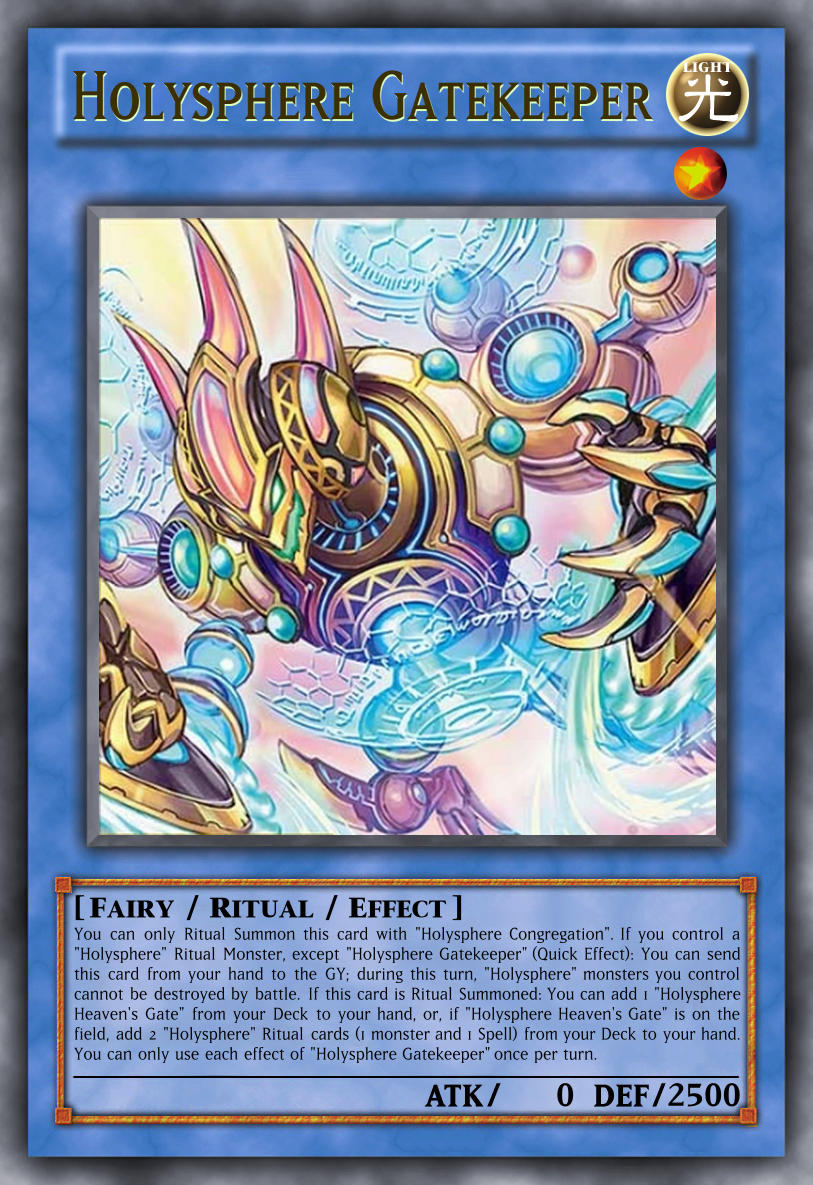 Holysphere Gatekeeper
LIGHT
光
[ Fairy / Ritual / Effect ]
You can only Ritual Summon this card with "Holysphere Congregation". If you control a
"Holysphere" Ritual Monster, except "Holysphere Gatekeeper" (Quick Effect): You can send
this card from your hand to the GY; during this turn, "Holysphere" monsters you control
cannot be destroyed by battle. If this card is Ritual Summoned: You can add 1 "Holysphere
Heaven's Gate" from your Deck to your hand, or, if "Holysphere Heaven's Gate" is on the
field, add 2 "Holysphere" Ritual cards (1 monster and 1 Spell) from your Deck to your hand.
You can only use each effect of "Holysphere Gatekeeper" once per turn.
ATK/ 0 DEF/2500